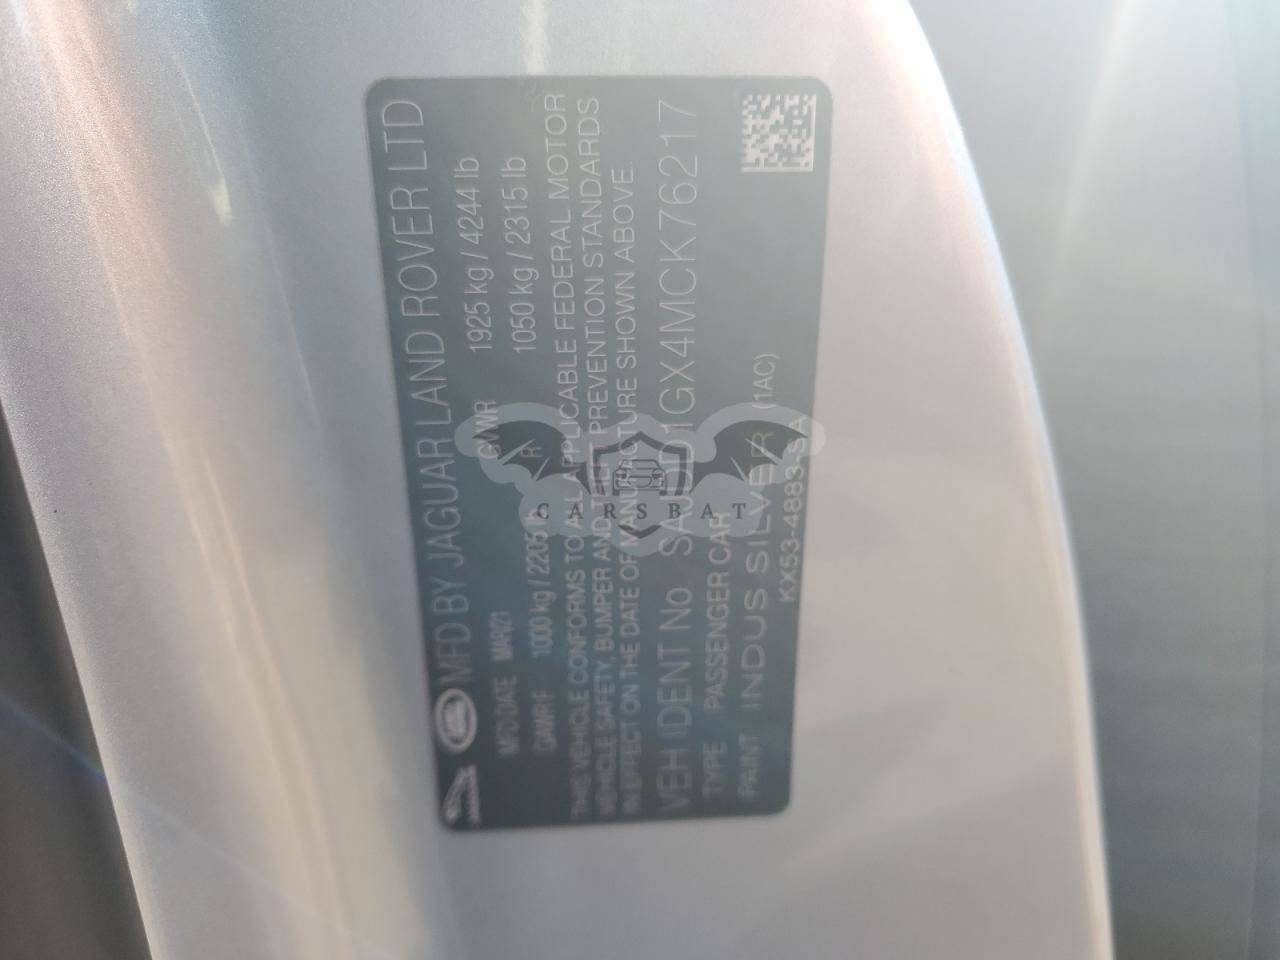 MFD BY JAGUAR LAND ROVER LTD
MFD DATE MAR/21 GVWR 1925 kg / 4244 lb
GAWR F 1000 kg / 2205 lb R 1050 kg / 2315 lb
THIS VEHICLE CONFORMS TO ALL APPLICABLE FEDERAL MOTOR
VEHICLE SAFETY, BUMPER AND THEFT PREVENTION STANDARDS
IN EFFECT ON THE DATE OF MANUFACTURE SHOWN ABOVE
VEH IDENT No 1GX4MCK76217
TYPE PASSENGER CAR
PAINT INDUS SILVER (1AC)
KX53-4883-
CARSBAT